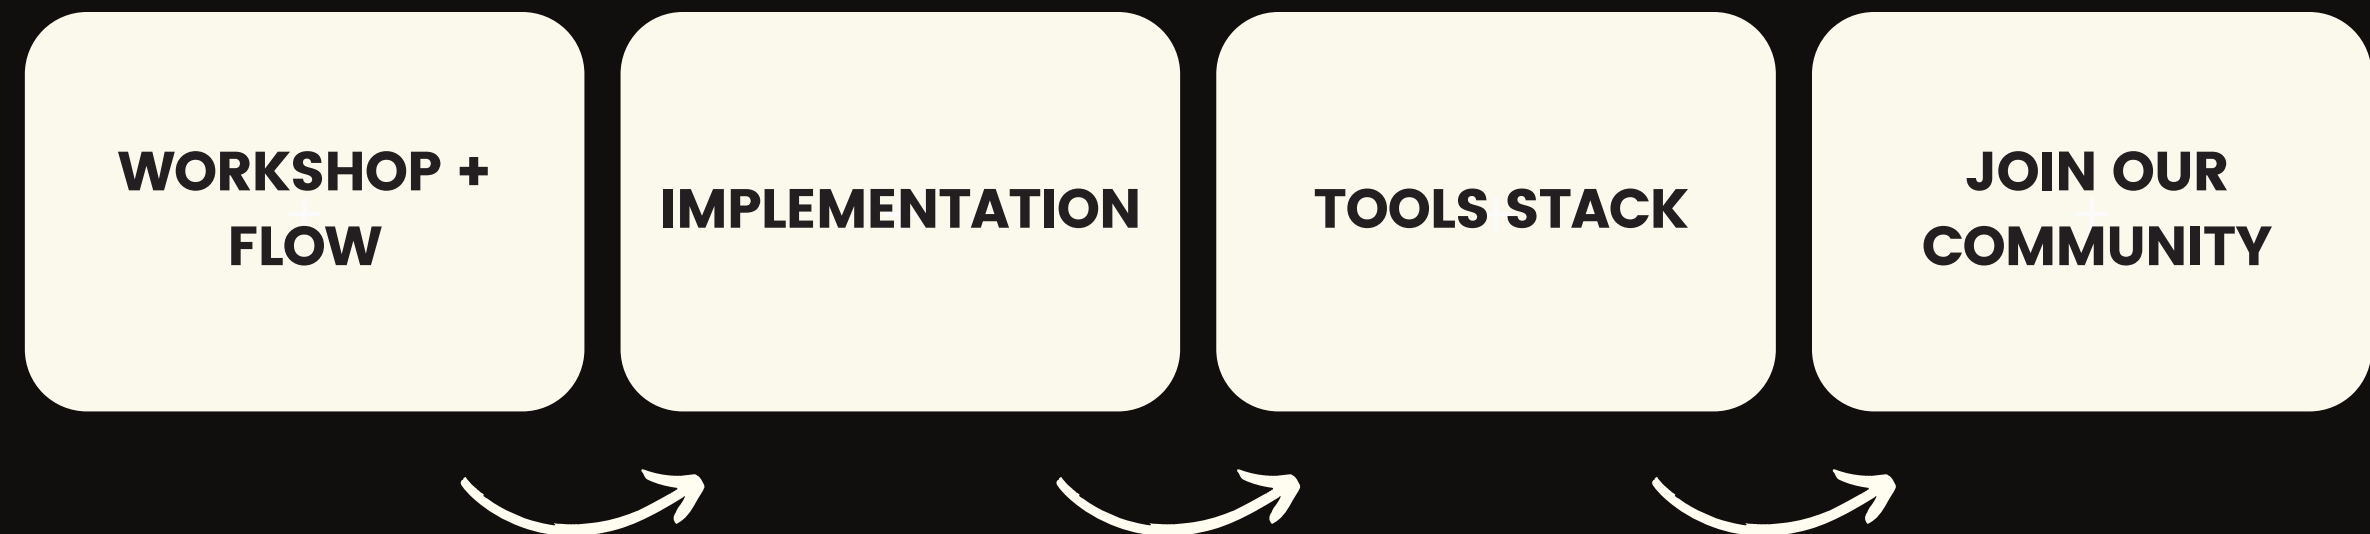 WORKSHOP +
FLOW
IMPLEMENTATION
TOOLS STACK
JOIN OUR
COMMUNITY